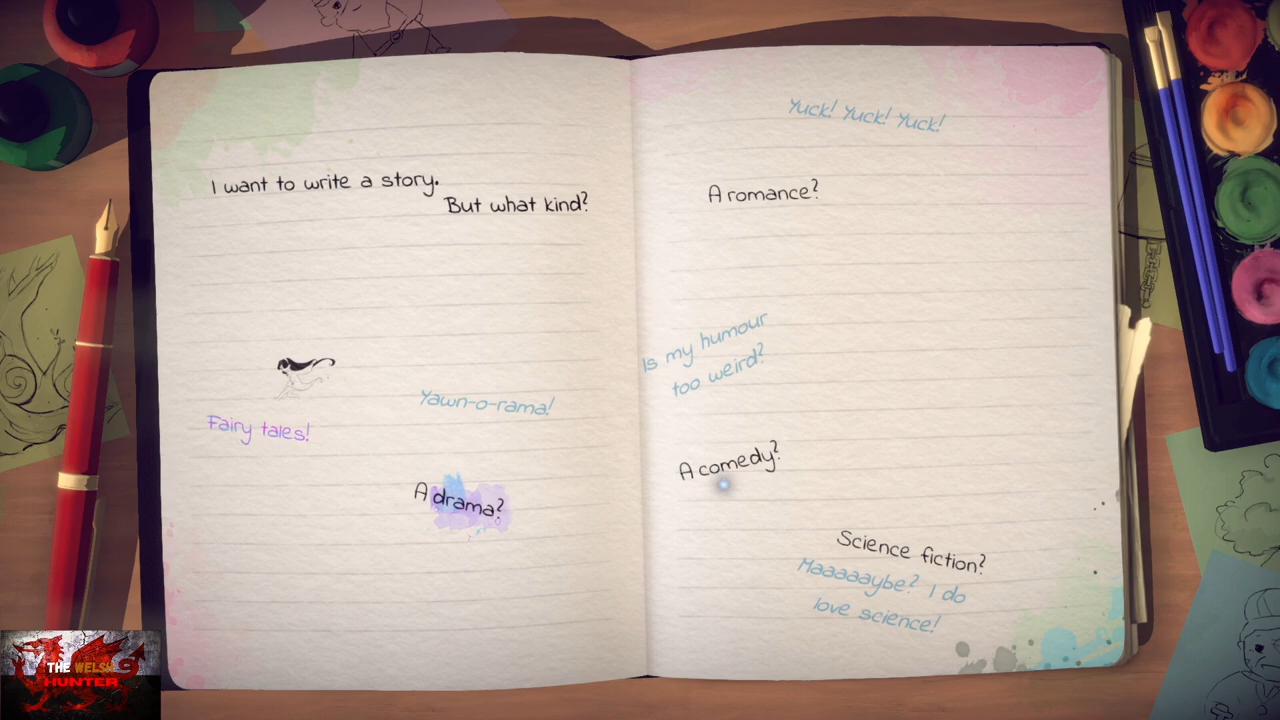 I want to write a story.
But what kind?
Fairy tales!
Yawn-o-rama!
A drama?
Yuck! Yuck! Yuck!
A romance?
Is my humour
too weird?
A comedy?
Science fiction?
Maaaaaybe? I do
love science!
THE WELSH
HUNTER